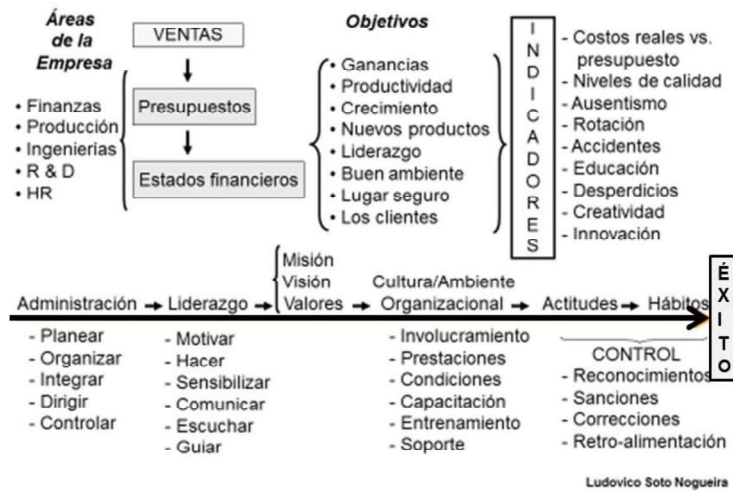 Áreas
de la
Empresa
• Finanzas
• Producción
• Ingenierías
• R & D
• HR
VENTAS
Presupuestos
Estados financieros
Objetivos
• Ganancias
• Productividad
• Crecimiento
• Nuevos productos
• Liderazgo
• Buen ambiente
• Lugar seguro
• Los clientes
INDICADORES
- Costos reales vs.
presupuesto
- Niveles de calidad
- Ausentismo
- Rotación
- Accidentes
- Educación
- Desperdicios
- Creatividad
- Innovación
Administración
- Planear
- Organizar
- Integrar
- Dirigir
- Controlar
Liderazgo
- Motivar
- Hacer
- Sensibilizar
- Comunicar
- Escuchar
- Guiar
Misión
Visión
Valores
Cultura/Ambiente
Organizacional
- Involucramiento
- Prestaciones
- Condiciones
- Capacitación
- Entrenamiento
- Soporte
Actitudes
Hábitos
CONTROL
- Reconocimientos
- Sanciones
- Correcciones
- Retro-alimentación
ÉXITO
Ludovico Soto Nogueira